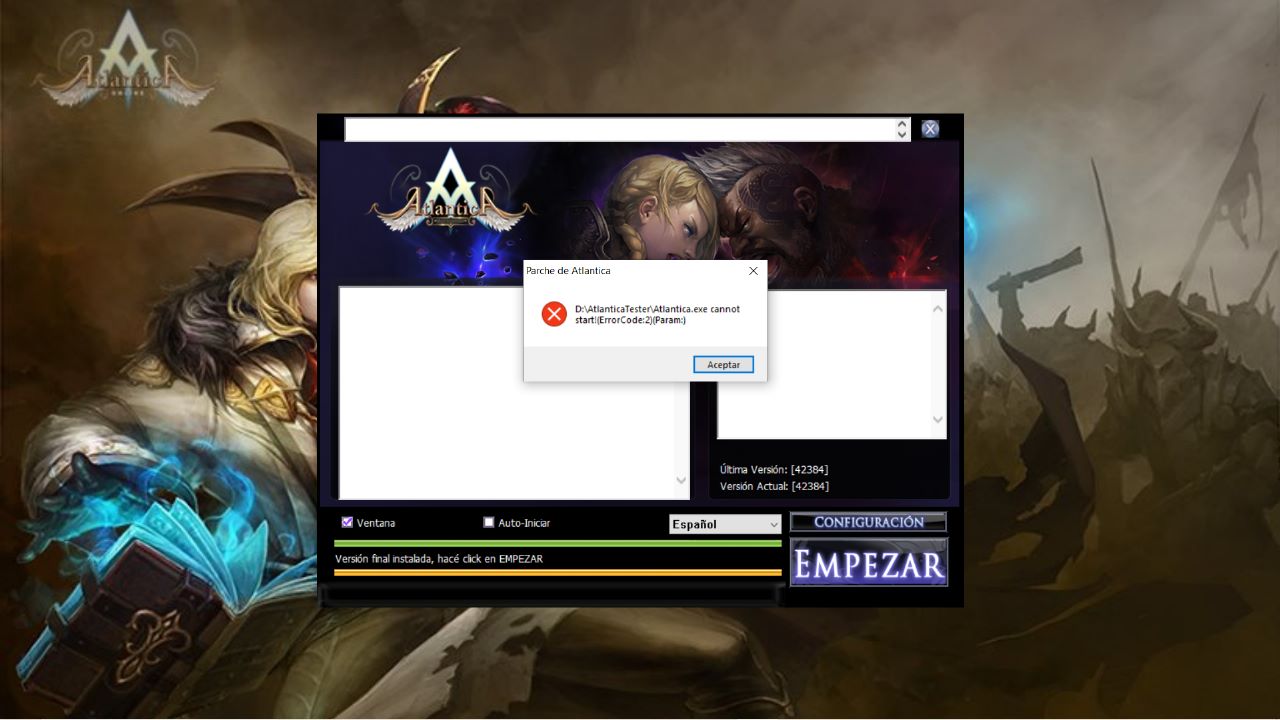 Atlantica
ONLINE
Atlantica
Parche de Atlantica
D:\AtlanticaTester\Atlantica.exe cannot
start!(ErrorCode:2)(Param:)
Aceptar
Última Versión: [42384]
Versión Actual: [42384]
Ventana
Auto-Iniciar
Español
CONFIGURACIÓN
Versión final instalada, hacé click en EMPEZAR
EMPEZAR